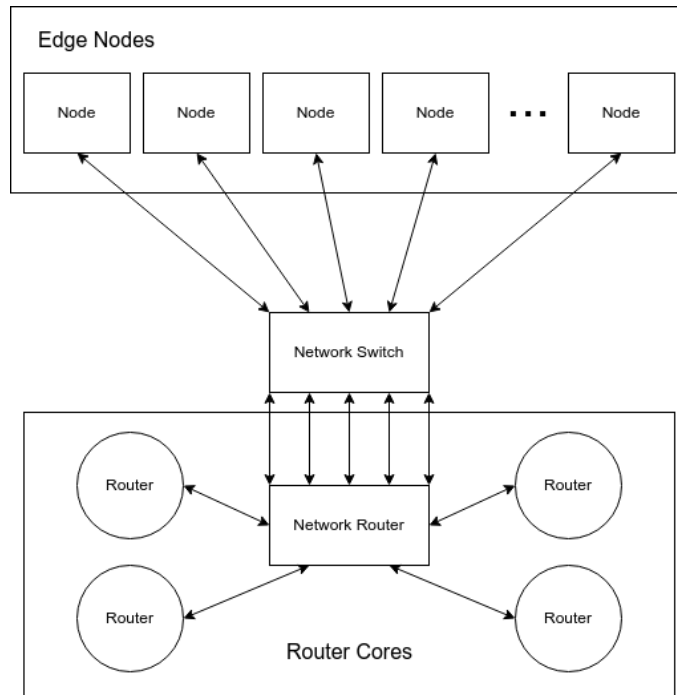 Edge Nodes
Node
Node
Node
Node
...
Node
Network Switch
Router
Router
Network Router
Router
Router
Router Cores